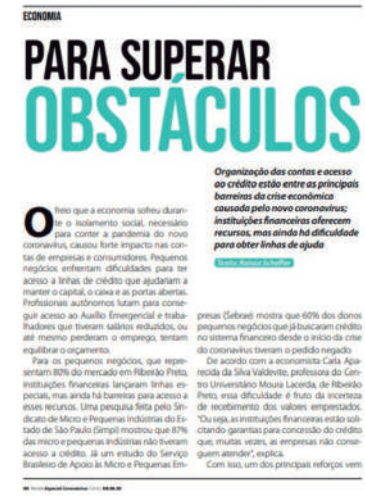 ECONOMIA
PARA SUPERAR
OBSTÁCULOS
Organização das contas e acesso
ao crédito estão entre as principais
barreiras da crise econômica
causada pelo novo coronavírus;
instituições financeiras oferecem
recursos, mas ainda há dificuldade
para obter linhas de ajuda
Texto: Raissa Scheffer
O freio que a economia sofreu duran-
te o isolamento social, necessário
para conter a pandemia do novo
coronavírus, causou forte impacto nas con-
tas de empresas e consumidores. Pequenos
negócios enfrentam dificuldades para ter
acesso a linhas de crédito que ajudariam a
manter o capital, o caixa e as portas abertas.
Profissionais autônomos lutam para conse-
guir acesso ao Auxílio Emergencial e traba-
lhadores que tiveram salários reduzidos, ou
até mesmo perderam o emprego, tentam
equilibrar o orçamento.
Para os pequenos negócios, que repre-
sentam 80% do mercado em Ribeirão Preto,
instituições financeiras lançaram linhas es-
peciais, mas ainda há barreiras para acesso a
esses recursos. Uma pesquisa feita pelo Sin-
dicato de Micro e Pequenas Indústrias do Es-
tado de São Paulo (Simpi) mostrou que 87%
das micro e pequenas indústrias não tiveram
acesso a crédito. Já um estudo do Serviço
Brasileiro de Apoio às Micro e Pequenas Em-
presas (Sebrae) mostra que 60% dos donos
pequenos negócios que já buscaram crédito
no sistema financeiro desde o início da crise
do coronavírus tiveram o pedido negado.
De acordo com a economista Carla Apa-
recida da Silva Valdevite, professora do Cen-
tro Universitário Moura Lacerda, de Ribeirão
Preto, essa dificuldade é fruto da incerteza
de recebimento dos valores emprestados.
"Ou seja, as instituições financeiras estão soli-
citando garantias para concessão do crédito
que, muitas vezes, as empresas não conse-
guem atender", explica.
Com isso, um dos principais reforços vem
Revista Especial Coronavírus